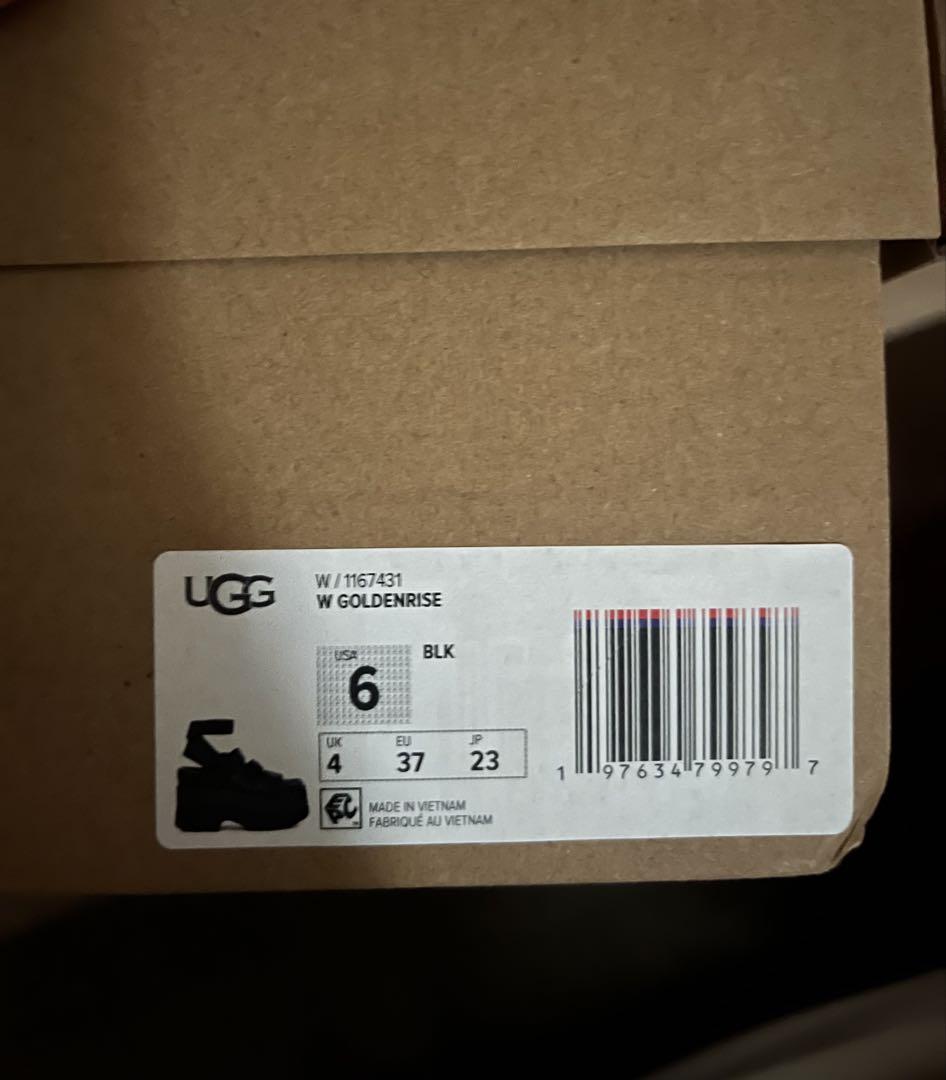 UGG
W / 1167431
W GOLDENRISE
BLK
USA
6
UK EU JP
4 37 23
MADE IN VIETNAM
FABRIQUÉ AU VIETNAM
1 97634 79979 7